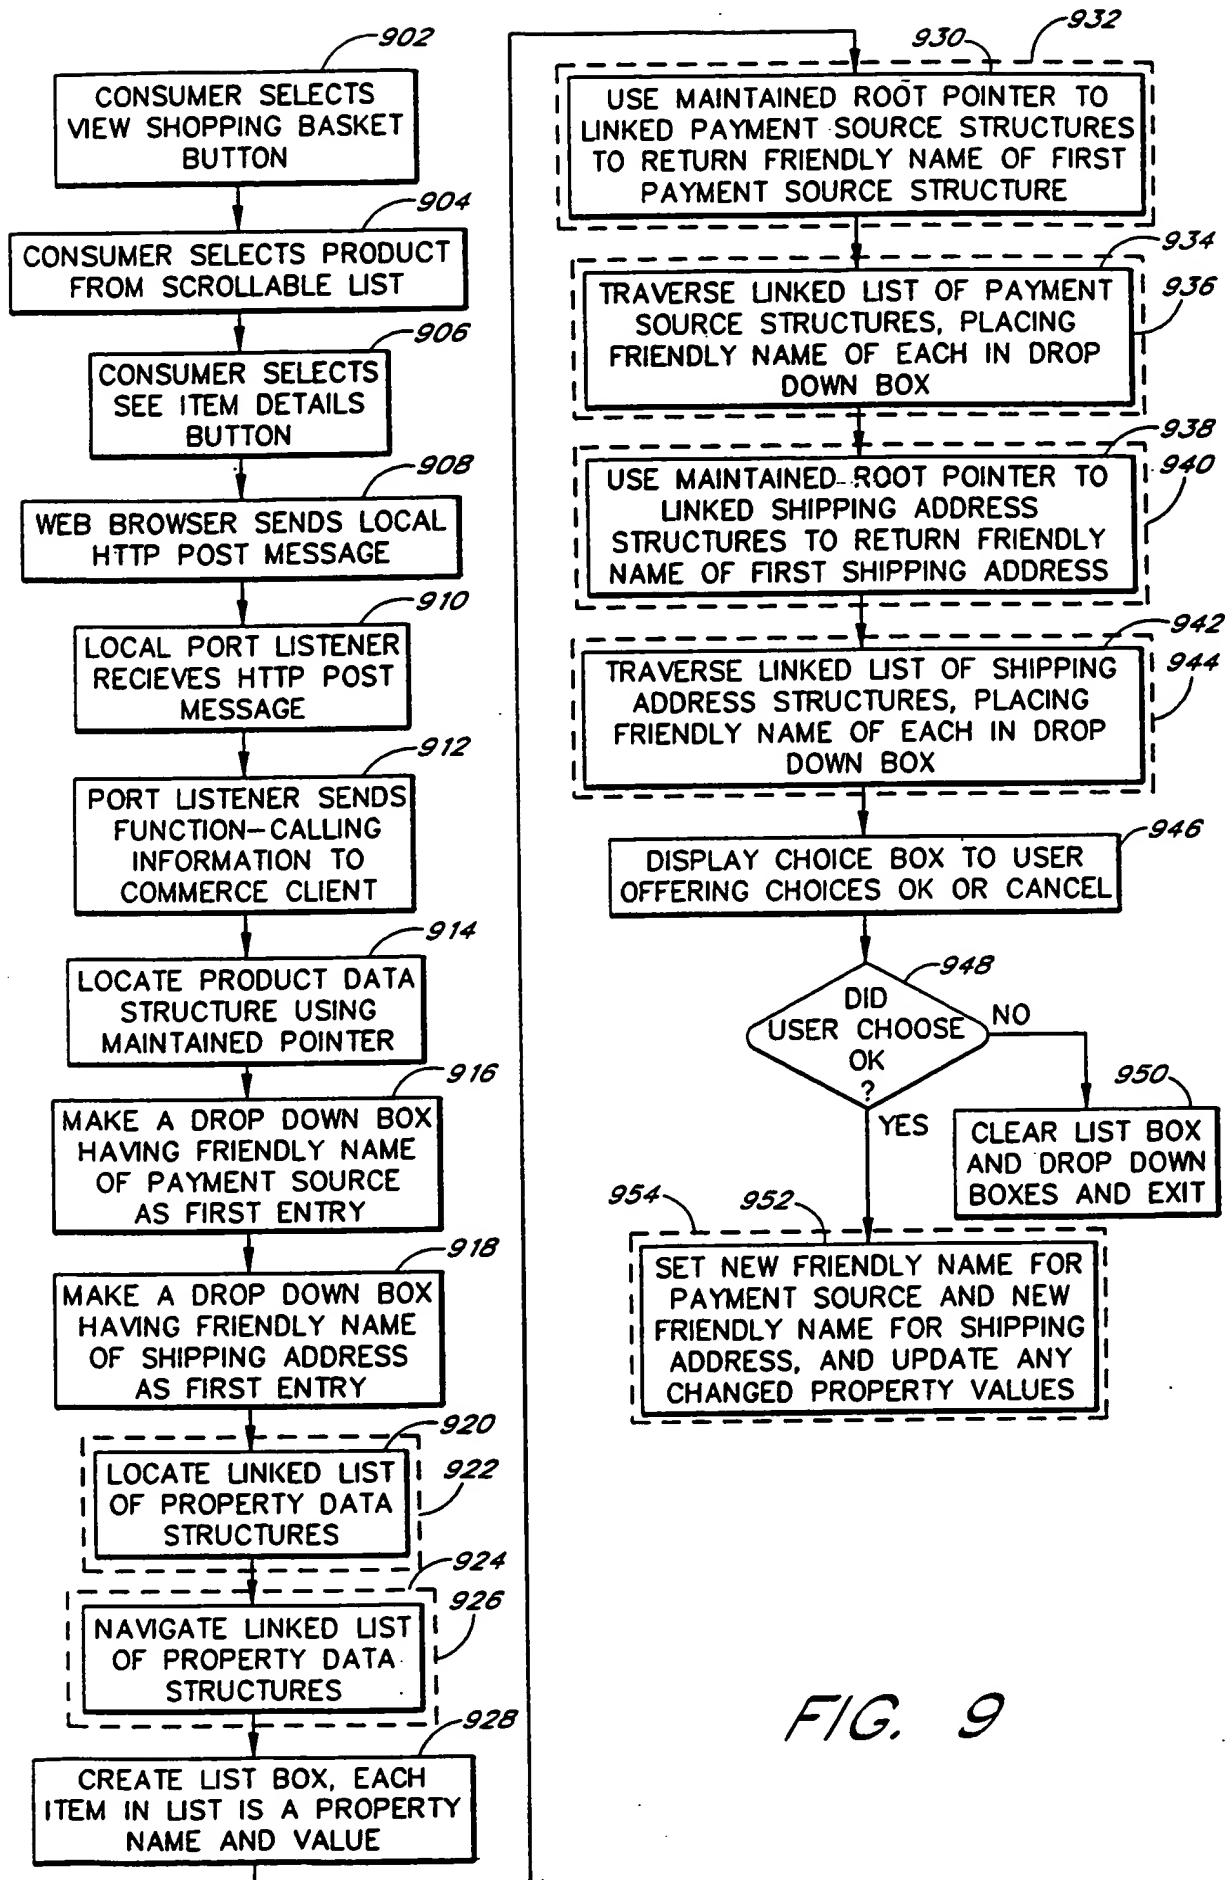 902
CONSUMER SELECTS
VIEW SHOPPING BASKET
BUTTON
904
CONSUMER SELECTS PRODUCT
FROM SCROLLABLE LIST
906
CONSUMER SELECTS
SEE ITEM DETAILS
BUTTON
908
WEB BROWSER SENDS LOCAL
HTTP POST MESSAGE
910
LOCAL PORT LISTENER
RECIEVES HTTP POST
MESSAGE
912
PORT LISTENER SENDS
FUNCTION-CALLING
INFORMATION TO
COMMERCE CLIENT
914
LOCATE PRODUCT DATA
STRUCTURE USING
MAINTAINED POINTER
916
MAKE A DROP DOWN BOX
HAVING FRIENDLY NAME
OF PAYMENT SOURCE
AS FIRST ENTRY
918
MAKE A DROP DOWN BOX
HAVING FRIENDLY NAME
OF SHIPPING ADDRESS
AS FIRST ENTRY
920
922
LOCATE LINKED LIST
OF PROPERTY DATA
STRUCTURES
924
926
NAVIGATE LINKED LIST
OF PROPERTY DATA
STRUCTURES
928
CREATE LIST BOX, EACH
ITEM IN LIST IS A PROPERTY
NAME AND VALUE
930
932
USE MAINTAINED ROOT POINTER TO
LINKED PAYMENT SOURCE STRUCTURES
TO RETURN FRIENDLY NAME OF FIRST
PAYMENT SOURCE STRUCTURE
934
936
TRAVERSE LINKED LIST OF PAYMENT
SOURCE STRUCTURES, PLACING
FRIENDLY NAME OF EACH IN DROP
DOWN BOX
938
940
USE MAINTAINED ROOT POINTER TO
LINKED SHIPPING ADDRESS
STRUCTURES TO RETURN FRIENDLY
NAME OF FIRST SHIPPING ADDRESS
942
944
TRAVERSE LINKED LIST OF SHIPPING
ADDRESS STRUCTURES, PLACING
FRIENDLY NAME OF EACH IN DROP
DOWN BOX
946
DISPLAY CHOICE BOX TO USER
OFFERING CHOICES OK OR CANCEL
948
DID
USER CHOOSE
OK
?
NO
YES
950
CLEAR LIST BOX
AND DROP DOWN
BOXES AND EXIT
954
952
SET NEW FRIENDLY NAME FOR
PAYMENT SOURCE AND NEW
FRIENDLY NAME FOR SHIPPING
ADDRESS, AND UPDATE ANY
CHANGED PROPERTY VALUES
FIG. 9